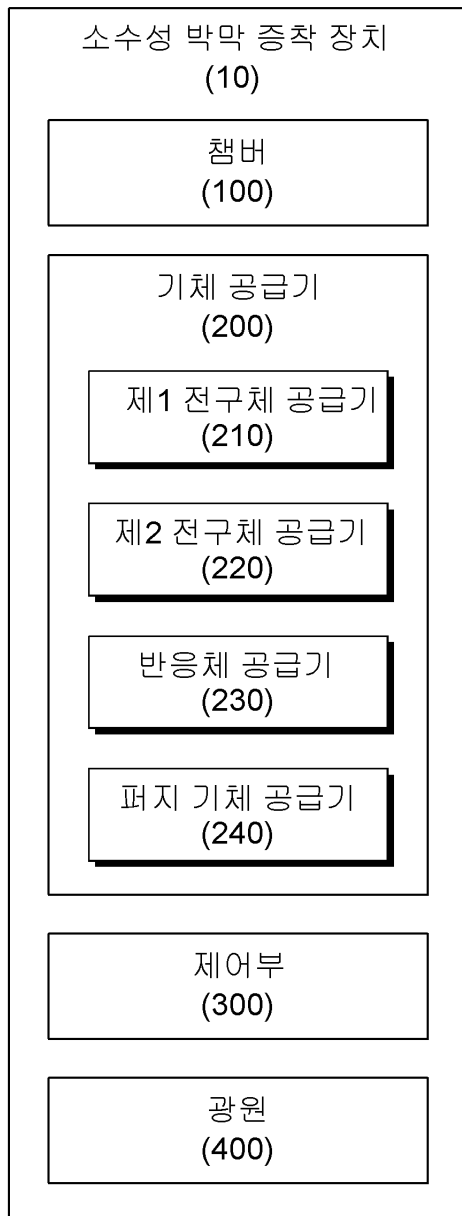 소수성 박막 증착 장치
(10)
챔버
(100)
기체 공급기
(200)
제1 전구체 공급기
(210)
제2 전구체 공급기
(220)
반응체 공급기
(230)
퍼지 기체 공급기
(240)
제어부
(300)
광원
(400)